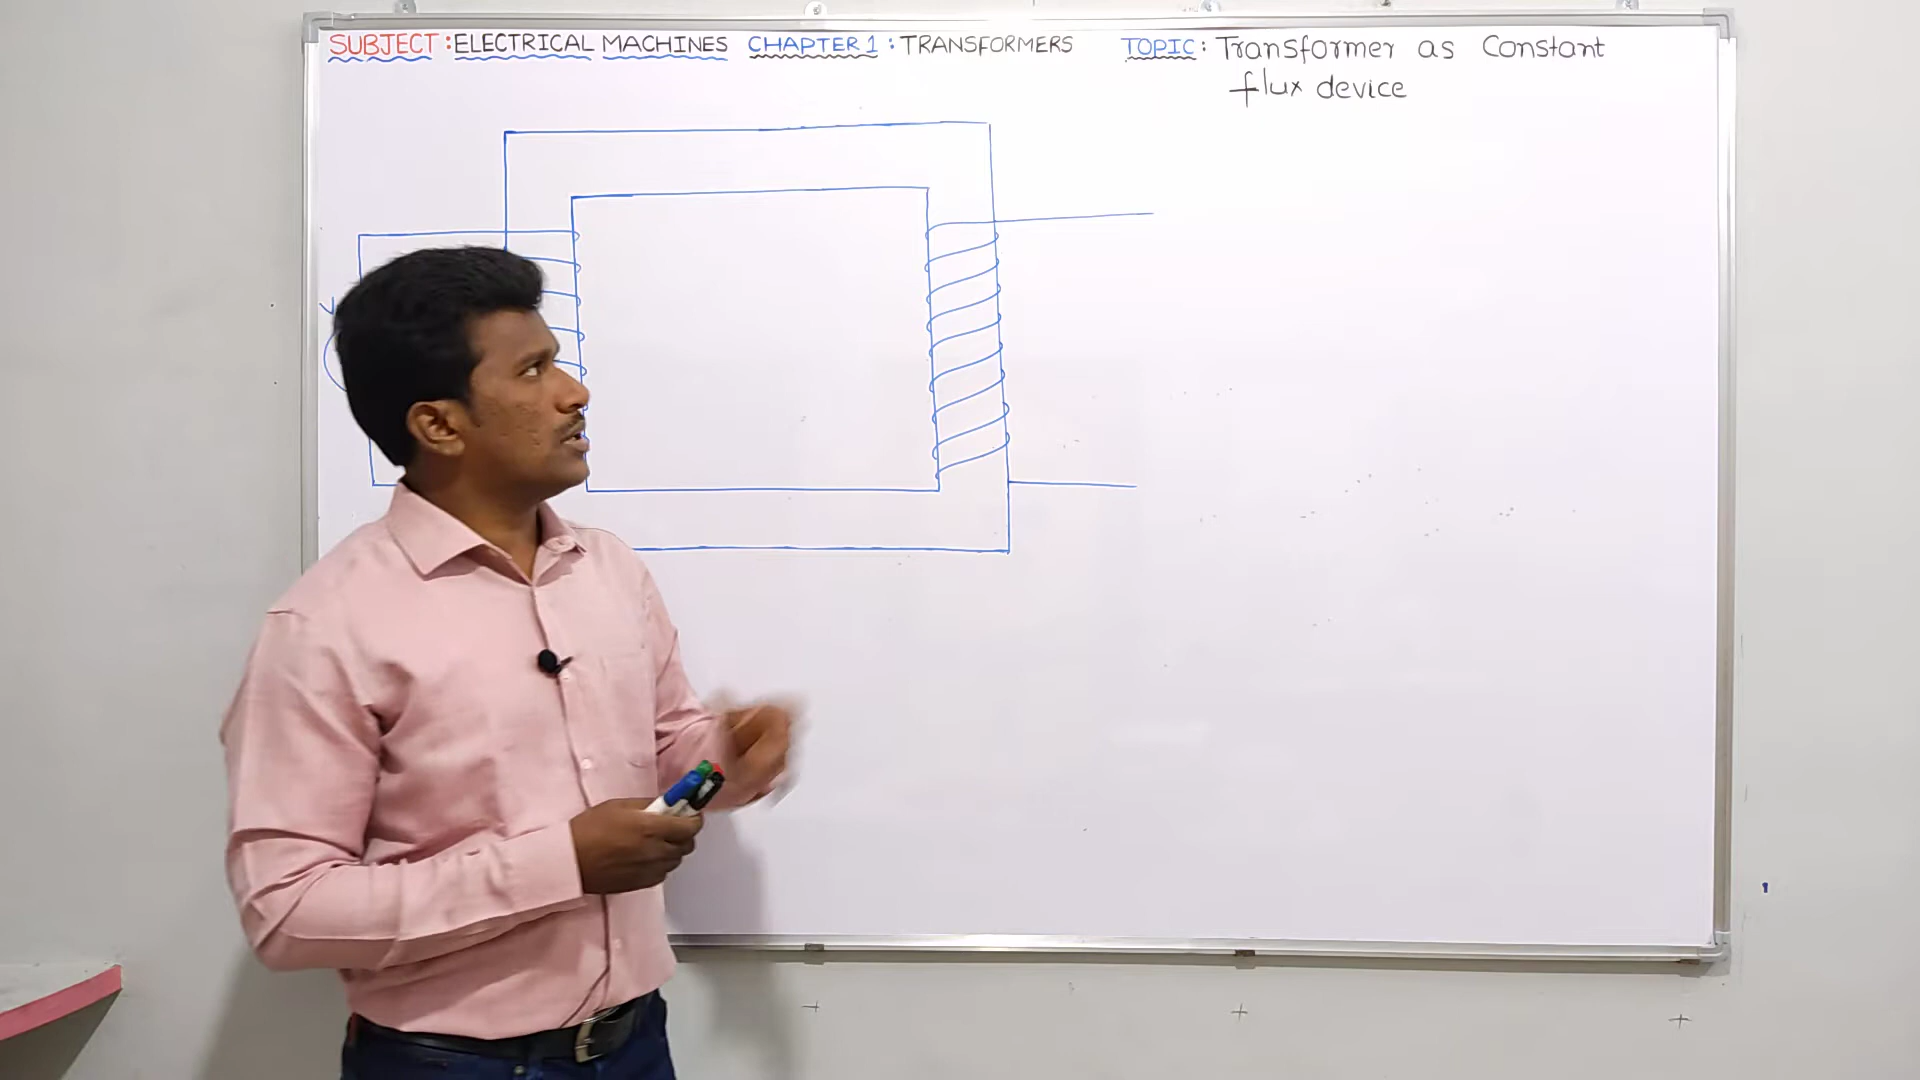 SUBJECT : ELECTRICAL MACHINES CHAPTER 1 : TRANSFORMERS TOPIC : Transformer as Constant
flux device